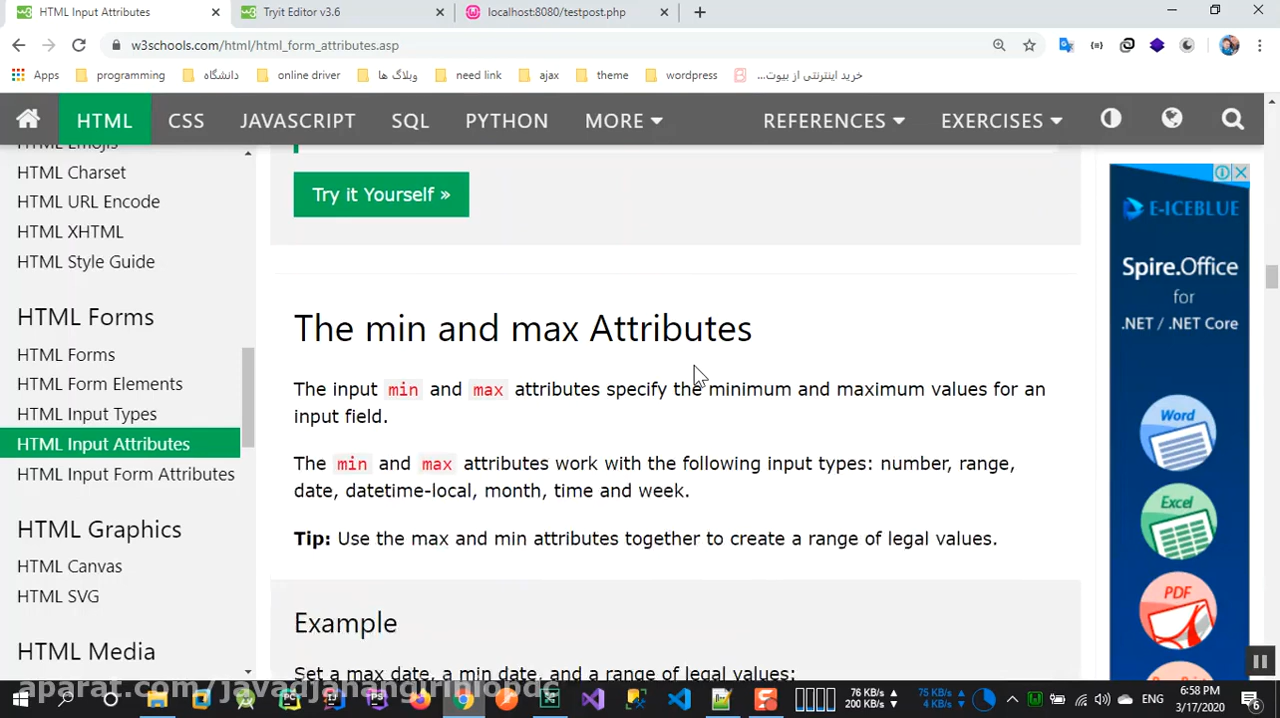 HTML Input Attributes
Tryit Editor v3.6
localhost:8080/testpost.php
w3schools.com/html/html_form_attributes.asp
Apps
programming
دانشگاه
online driver
وبلاگ ها
need link
ajax
theme
wordpress
خرید اینترنتی از بیوت...
HTML
CSS
JAVASCRIPT
SQL
PYTHON
MORE
REFERENCES
EXERCISES
HTML Emojis
HTML Charset
HTML URL Encode
HTML XHTML
HTML Style Guide
HTML Forms
HTML Forms
HTML Form Elements
HTML Input Types
HTML Input Attributes
HTML Input Form Attributes
HTML Graphics
HTML Canvas
HTML SVG
HTML Media
Try it Yourself »
The min and max Attributes
The input min and max attributes specify the minimum and maximum values for an
input field.
The min and max attributes work with the following input types: number, range,
date, datetime-local, month, time and week.
Tip: Use the max and min attributes together to create a range of legal values.
Example
Set a max date, a min date, and a range of legal values:
E-ICEBLUE
Spire.Office
for
.NET / .NET Core
Word
Excel
PDF
76 KB/s
200 KB/s
75 KB/s
4 KB/s
ENG
6:58 PM
3/17/2020
6